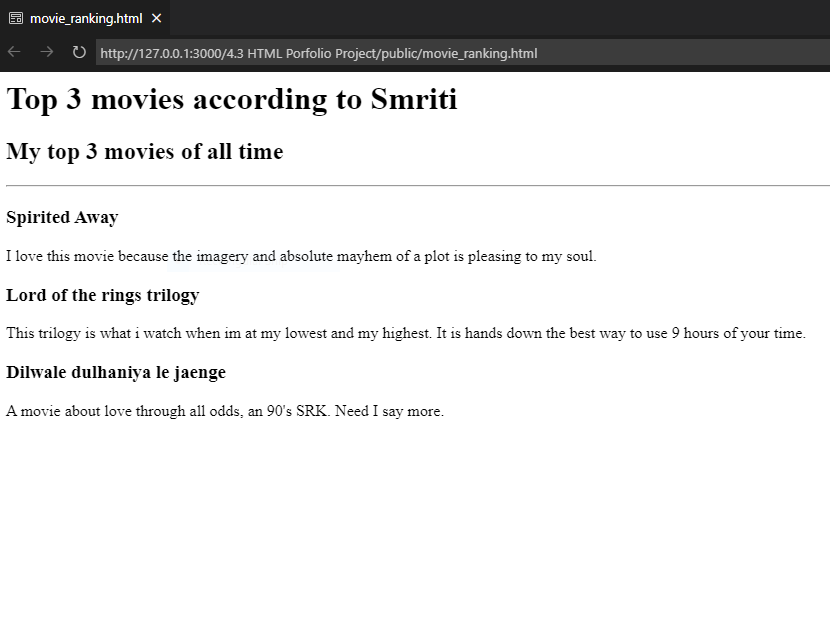 movie_ranking.html
http://127.0.0.1:3000/4.3 HTML Porfolio Project/public/movie_ranking.html
Top 3 movies according to Smriti
My top 3 movies of all time
Spirited Away
I love this movie because the imagery and absolute mayhem of a plot is pleasing to my soul.
Lord of the rings trilogy
This trilogy is what i watch when im at my lowest and my highest. It is hands down the best way to use 9 hours of your time.
Dilwale dulhaniya le jaenge
A movie about love through all odds, an 90's SRK. Need I say more.